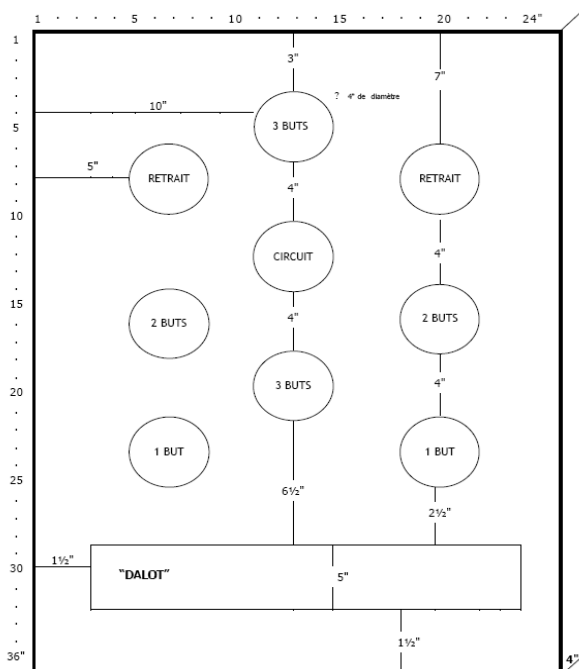 1 · 5 · 10 15 · 20 · · 24"
1
3"
7"
? 4" de diamètre
10"
5
3 BUTS
5"
RETRAIT
4"
RETRAIT
10
4"
CIRCUIT
15
4"
2 BUTS
2 BUTS
4"
20
3 BUTS
1 BUT
1 BUT
25
6½"
2½"
1½"
30
"DALOT"
5"
1½"
36"
4"